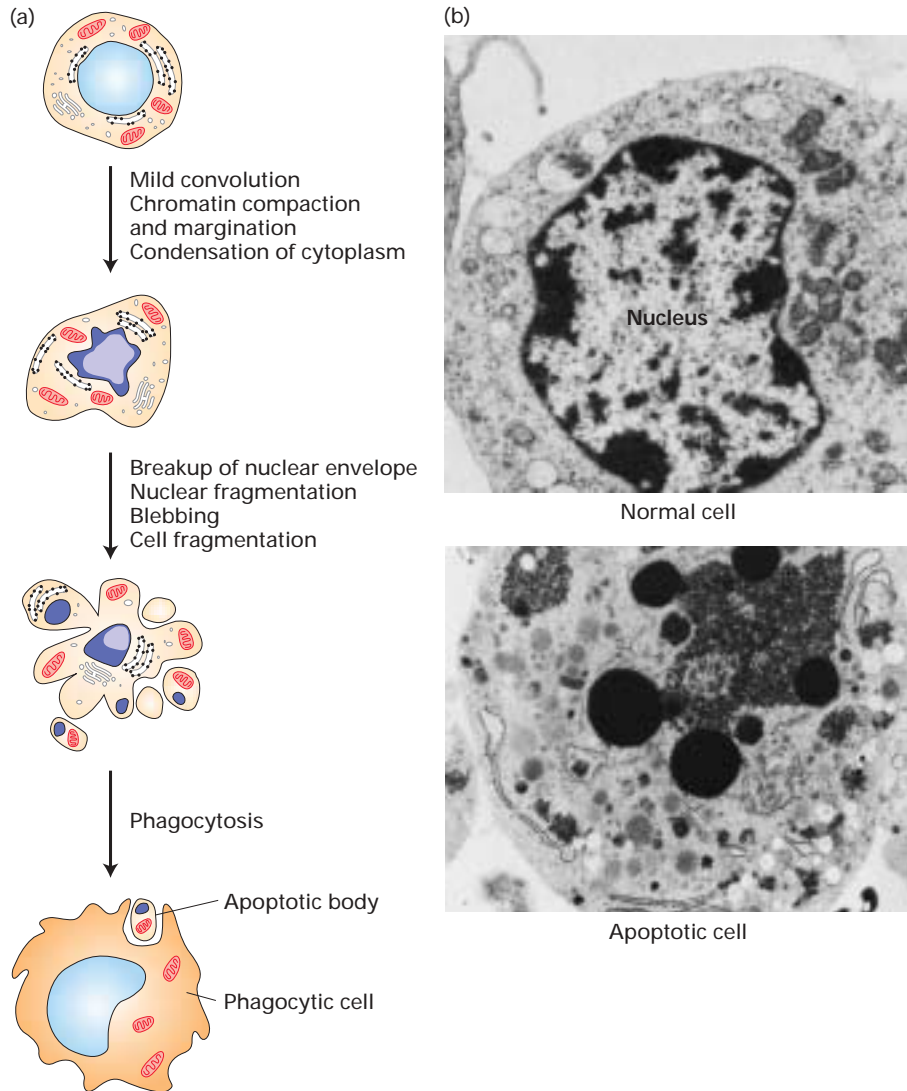 (a)
Mild convolution
Chromatin compaction
and margination
Condensation of cytoplasm
Breakup of nuclear envelope
Nuclear fragmentation
Blebbing
Cell fragmentation
Phagocytosis
Apoptotic body
Phagocytic cell
(b)
Nucleus
Normal cell
Apoptotic cell